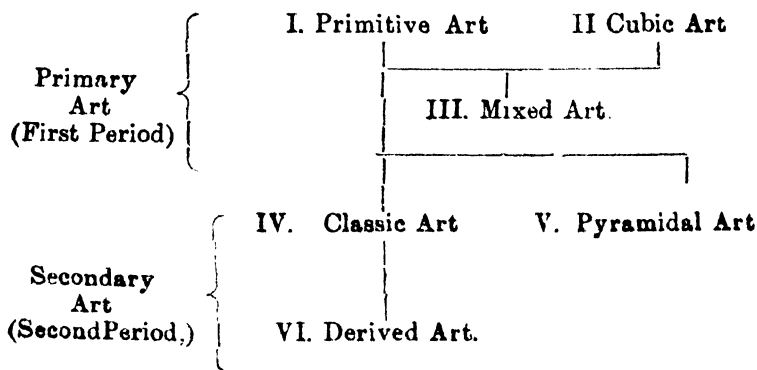 I. Primitive Art
II Cubic Art
Primary
Art
(First Period)
III. Mixed Art.
IV. Classic Art
V. Pyramidal Art
Secondary
Art
(SecondPeriod,)
VI. Derived Art.